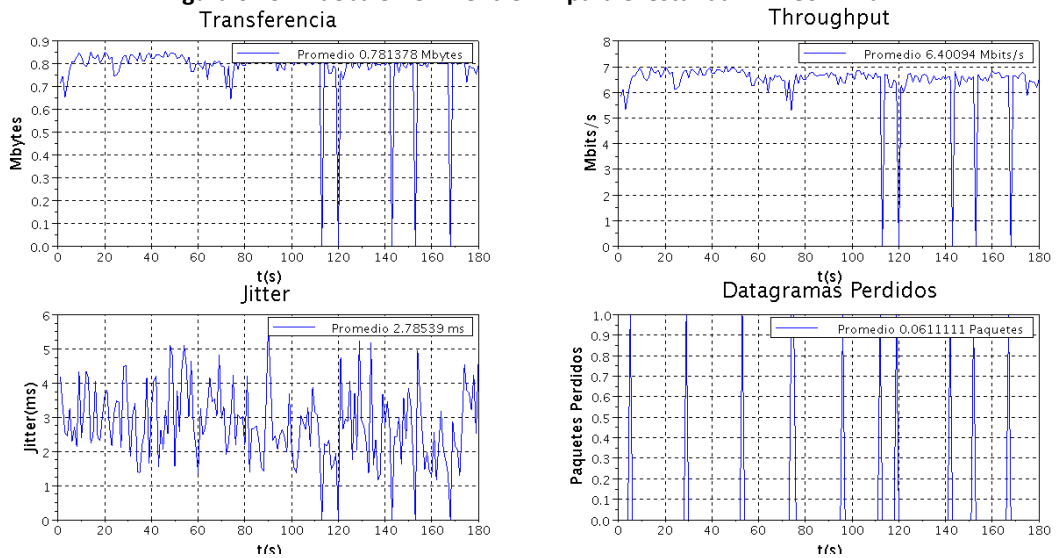 Transferencia
Promedio 0.781378 Mbytes
Mbytes
0.9
0.8
0.7
0.6
0.5
0.4
0.3
0.2
0.1
0.0
0 20 40 60 80 100 120 140 160 180
t(s)
Throughput
Promedio 6.40094 Mbits/s
Mbits/s
8
7
6
5
4
3
2
1
0
0 20 40 60 80 100 120 140 160 180
t(s)
Jitter
Promedio 2.78539 ms
Jitter(ms)
6
5
4
3
2
1
0
0 20 40 60 80 100 120 140 160 180
t(s)
Datagramas Perdidos
Promedio 0.0611111 Paquetes
Paquetes Perdidos
1.0
0.9
0.8
0.7
0.6
0.5
0.4
0.3
0.2
0.1
0.0
0 20 40 60 80 100 120 140 160 180
t(s)